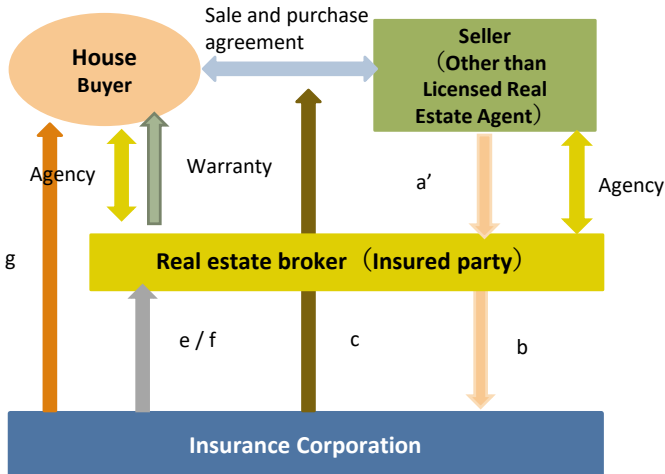 Sale and purchase
agreement
House
Buyer
Seller
（Other than
Licensed Real
Estate Agent）
Agency
Warranty
a’
Agency
g
Real estate broker（Insured party）
e / f
c
b
Insurance Corporation